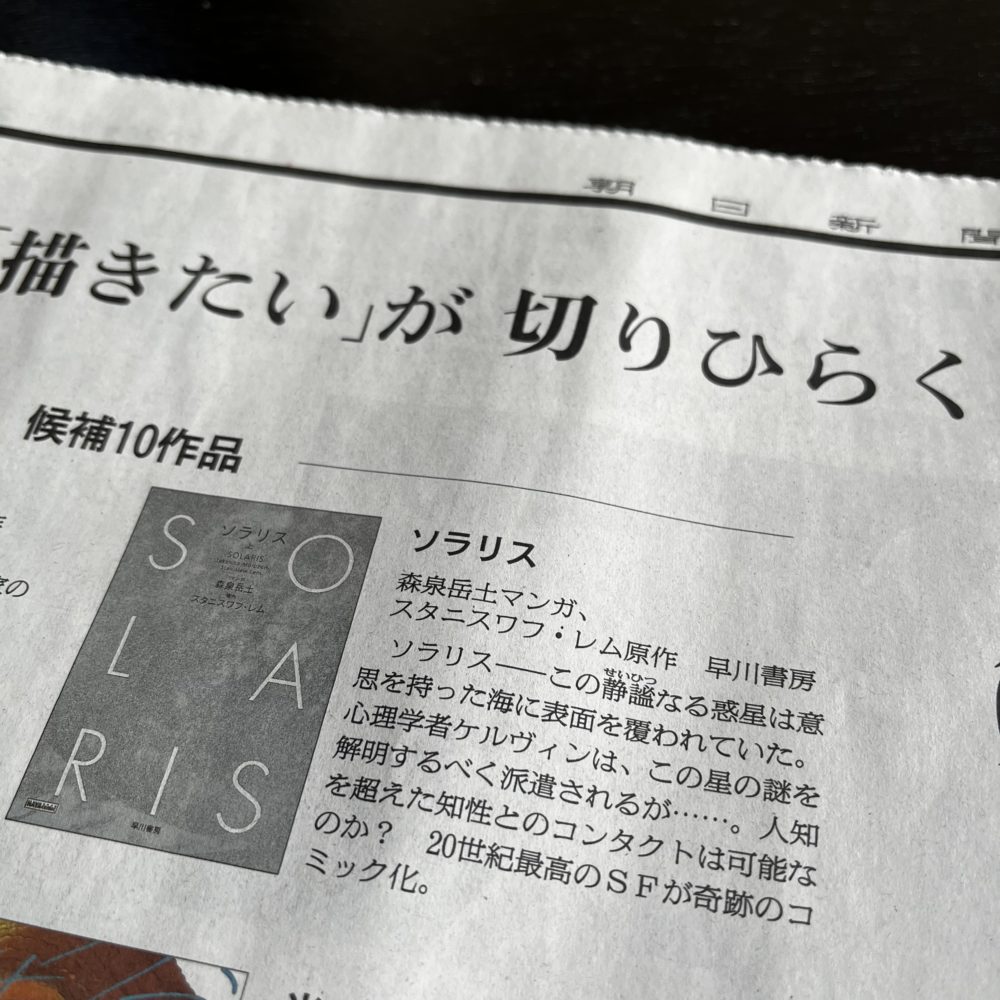 朝日新聞
「描きたい」が 切りひらく
候補10作品
ソラリス
上
SOLARIS
森泉岳土
スタニスワフ・レム
SOLARIS
早川書房
ソラリス
森泉岳土マンガ、
スタニスワフ・レム原作 早川書房
ソラリス――この静謐なる惑星は意
せいひつ
思を持った海に表面を覆われていた。
心理学者ケルヴィンは、この星の謎を
解明するべく派遣されるが……。人知
を超えた知性とのコンタクトは可能な
のか? 20世紀最高のSFが奇跡のコ
ミック化。